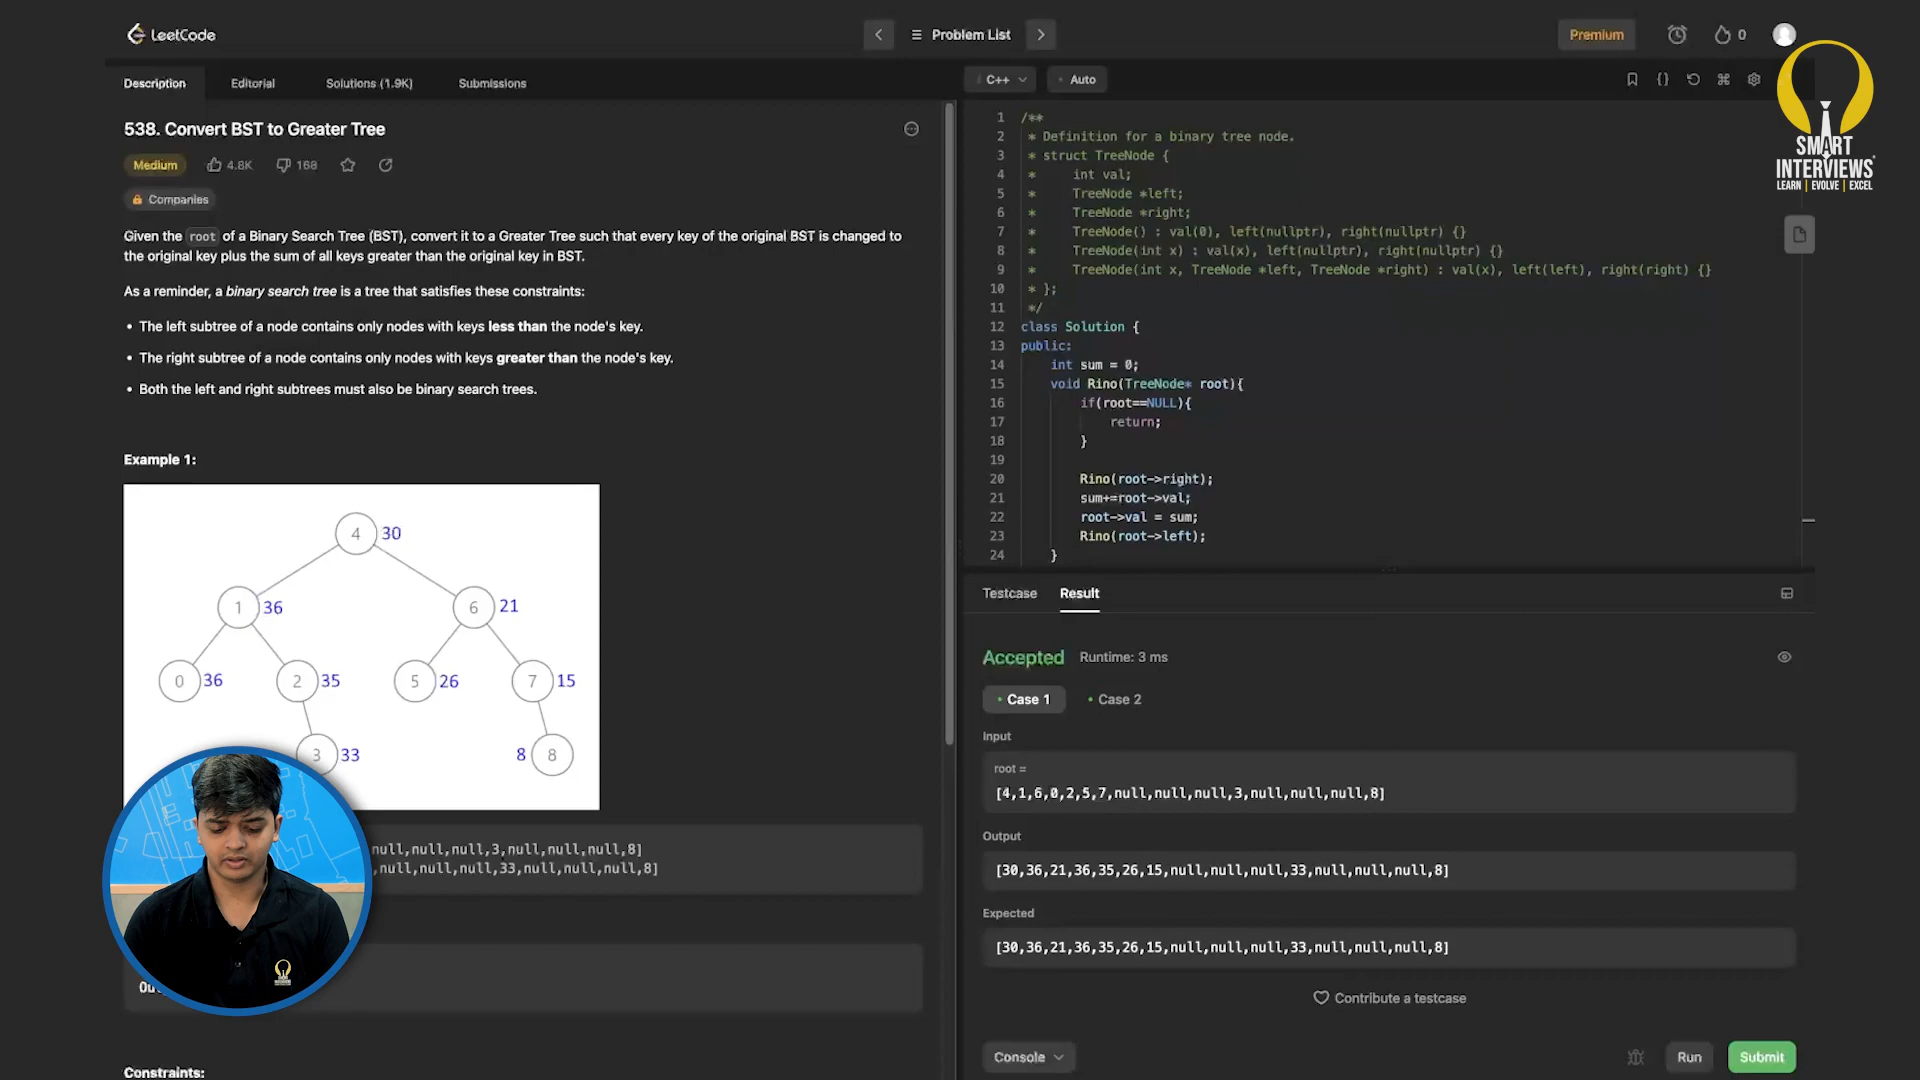 LeetCode
Problem List
Premium
0
Description
Editorial
Solutions (1.9K)
Submissions
C++
Auto
SMART
INTERVIEWS
LEARN | EVOLVE | EXCEL
538. Convert BST to Greater Tree
Medium
4.8K
168
Companies
Given the root of a Binary Search Tree (BST), convert it to a Greater Tree such that every key of the original BST is changed to
the original key plus the sum of all keys greater than the original key in BST.
As a reminder, a binary search tree is a tree that satisfies these constraints:
• The left subtree of a node contains only nodes with keys less than the node's key.
• The right subtree of a node contains only nodes with keys greater than the node's key.
• Both the left and right subtrees must also be binary search trees.
Example 1:
4 30
1 36
6 21
0 36
2 35
5 26
7 15
3 33
8 8
null,null,null,3,null,null,null,8]
,null,null,null,33,null,null,null,8]
Constraints:
1 /**
2 * Definition for a binary tree node.
3 * struct TreeNode {
4 * int val;
5 * TreeNode *left;
6 * TreeNode *right;
7 * TreeNode() : val(0), left(nullptr), right(nullptr) {}
8 * TreeNode(int x) : val(x), left(nullptr), right(nullptr) {}
9 * TreeNode(int x, TreeNode *left, TreeNode *right) : val(x), left(left), right(right) {}
10 * };
11 */
12 class Solution {
13 public:
14 int sum = 0;
15 void Rino(TreeNode* root){
16 if(root==NULL){
17 return;
18 }
19
20 Rino(root->right);
21 sum+=root->val;
22 root->val = sum;
23 Rino(root->left);
24 }
Testcase
Result
Accepted
Runtime: 3 ms
• Case 1
• Case 2
Input
root =
[4,1,6,0,2,5,7,null,null,null,3,null,null,null,8]
Output
[30,36,21,36,35,26,15,null,null,null,33,null,null,null,8]
Expected
[30,36,21,36,35,26,15,null,null,null,33,null,null,null,8]
Contribute a testcase
Console
Run
Submit